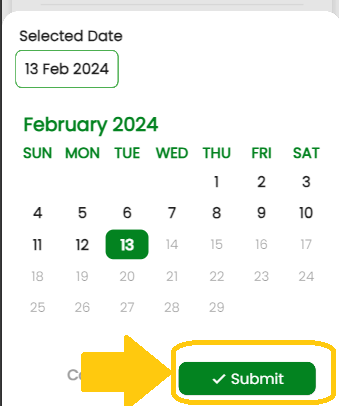 Selected Date
13 Feb 2024
February 2024
SUN MON TUE WED THU FRI SAT
1 2 3
4 5 6 7 8 9 10
11 12 13 14 15 16 17
18 19 20 21 22 23 24
25 26 27 28 29
Submit